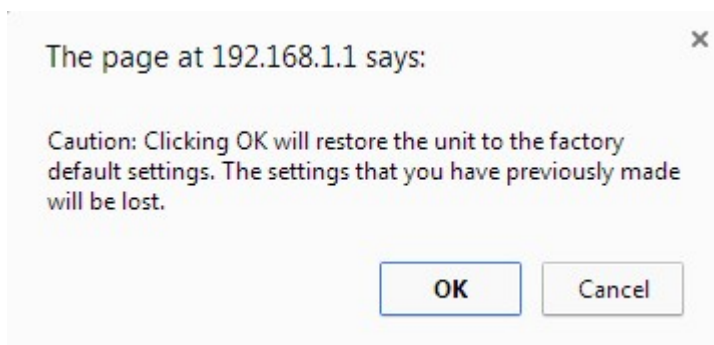 The page at 192.168.1.1 says:
Caution: Clicking OK will restore the unit to the factory
default settings. The settings that you have previously made
will be lost.
OK
Cancel